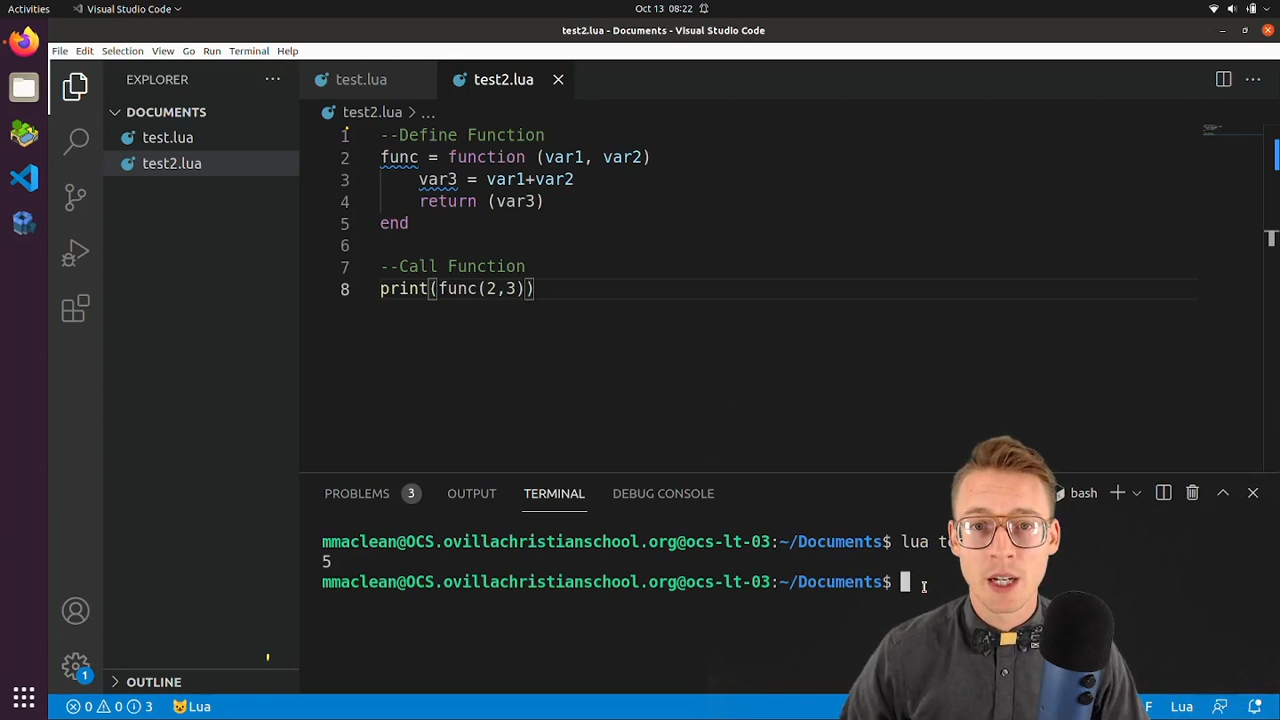 Activities
Visual Studio Code
Oct 13 08:22
test2.lua - Documents - Visual Studio Code
File Edit Selection View Go Run Terminal Help
EXPLORER
DOCUMENTS
test.lua
test2.lua
OUTLINE
test.lua
test2.lua
test2.lua > ...
1 --Define Function
2 func = function (var1, var2)
3 var3 = var1+var2
4 return (var3)
5 end
6
7 --Call Function
8 print(func(2,3))
PROBLEMS 3 OUTPUT TERMINAL DEBUG CONSOLE
bash
mmaclean@OCS.ovillachristianschool.org@ocs-lt-03:~/Documents$ lua
5
mmaclean@OCS.ovillachristianschool.org@ocs-lt-03:~/Documents$
1
0 0 3
Lua
Lua